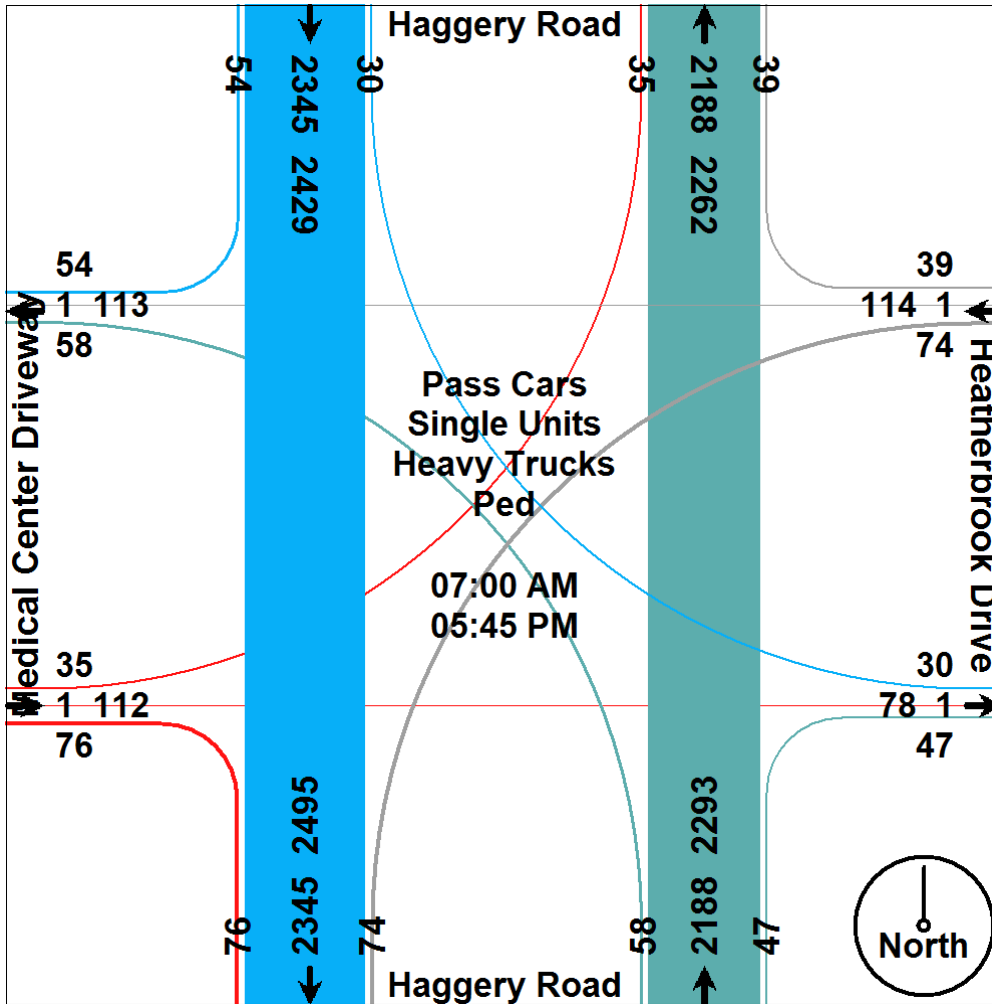 Haggery Road
54
2345 2429
30
35
2188 2262
39
54
1 113
58
39
114 1
74
Medical Center Driveway
Heatherbrook Drive
Pass Cars
Single Units
Heavy Trucks
Ped
07:00 AM
05:45 PM
35
1 112
76
30
78 1
47
76
2345 2495
74
58
2188 2293
47
North
Haggery Road